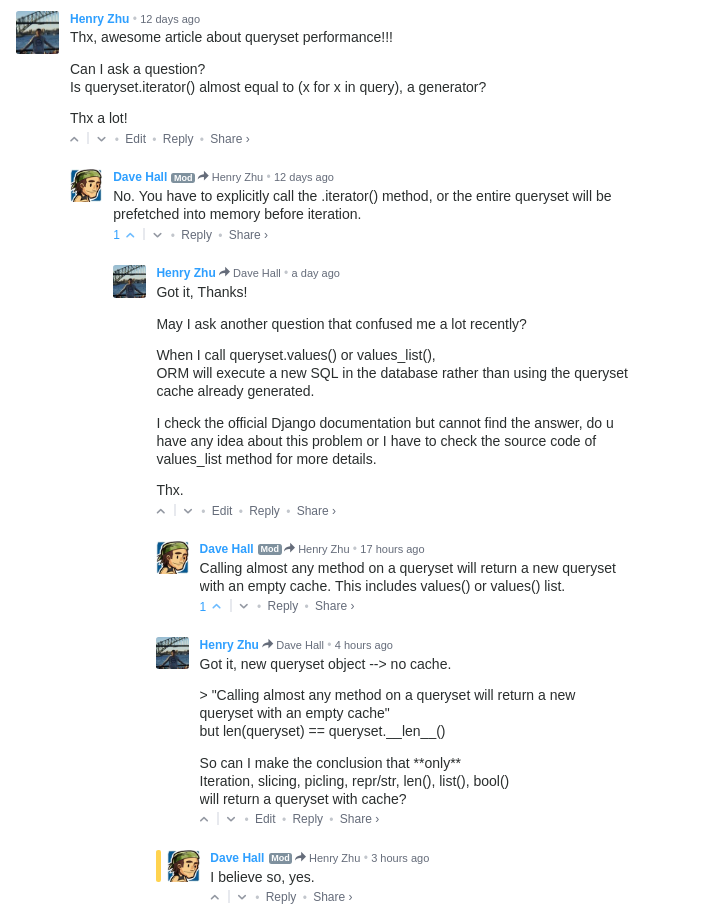 Henry Zhu • 12 days ago
Thx, awesome article about queryset performance!!!
Can I ask a question?
Is queryset.iterator() almost equal to (x for x in query), a generator?
Thx a lot!
• Edit • Reply • Share ›
Dave Hall Mod Henry Zhu • 12 days ago
No. You have to explicitly call the .iterator() method, or the entire queryset will be
prefetched into memory before iteration.
1 • Reply • Share ›
Henry Zhu Dave Hall • a day ago
Got it, Thanks!
May I ask another question that confused me a lot recently?
When I call queryset.values() or values_list(),
ORM will execute a new SQL in the database rather than using the queryset
cache already generated.
I check the official Django documentation but cannot find the answer, do u
have any idea about this problem or I have to check the source code of
values_list method for more details.
Thx.
• Edit • Reply • Share ›
Dave Hall Mod Henry Zhu • 17 hours ago
Calling almost any method on a queryset will return a new queryset
with an empty cache. This includes values() or values() list.
1 • Reply • Share ›
Henry Zhu Dave Hall • 4 hours ago
Got it, new queryset object --> no cache.
> "Calling almost any method on a queryset will return a new
queryset with an empty cache"
but len(queryset) == queryset.__len__()
So can I make the conclusion that **only**
Iteration, slicing, picling, repr/str, len(), list(), bool()
will return a queryset with cache?
• Edit • Reply • Share ›
Dave Hall Mod Henry Zhu • 3 hours ago
I believe so, yes.
• Reply • Share ›